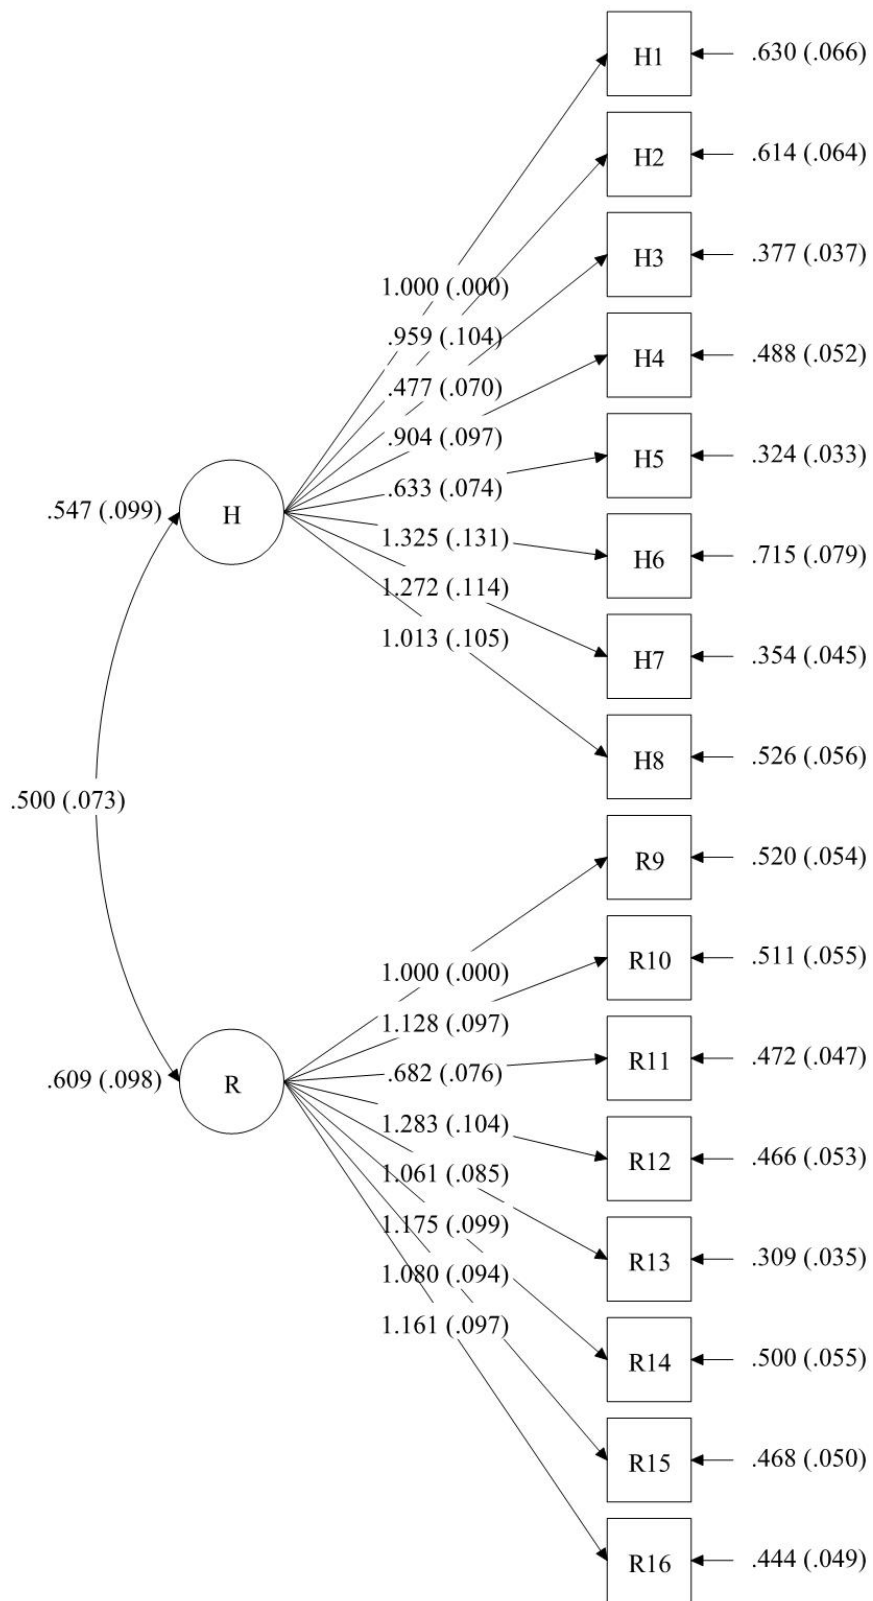 H1 .630 (.066)
H2 .614 (.064)
H3 .377 (.037)
1.000 (.000)
.959 (.104)
H4 .488 (.052)
.477 (.070)
.904 (.097)
H5 .324 (.033)
.633 (.074)
.547 (.099) H
1.325 (.131)
H6 .715 (.079)
1.272 (.114)
1.013 (.105)
H7 .354 (.045)
H8 .526 (.056)
.500 (.073)
R9 .520 (.054)
R10 .511 (.055)
1.000 (.000)
1.128 (.097)
R11 .472 (.047)
.682 (.076)
.609 (.098) R
1.283 (.104)
R12 .466 (.053)
1.061 (.085)
1.175 (.099)
R13 .309 (.035)
1.080 (.094)
1.161 (.097)
R14 .500 (.055)
R15 .468 (.050)
R16 .444 (.049)